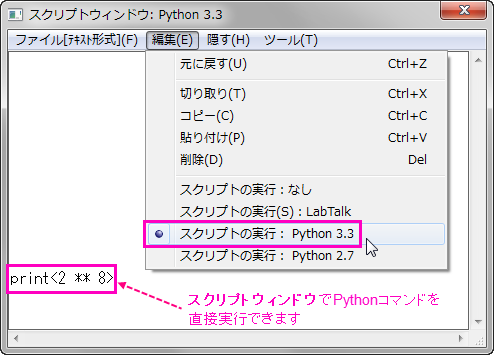 スクリプトウィンドウ: Python 3.3
ファイル[テキスト形式](F) 編集(E) 隠す(H) ツール(T)
元に戻す(U) Ctrl+Z
切り取り(T) Ctrl+X
コピー(C) Ctrl+C
貼り付け(P) Ctrl+V
削除(D) Del
スクリプトの実行：なし
スクリプトの実行(S)：LabTalk
スクリプトの実行： Python 3.3
スクリプトの実行： Python 2.7
print<2 ** 8>
スクリプトウィンドウでPythonコマンドを
直接実行できます